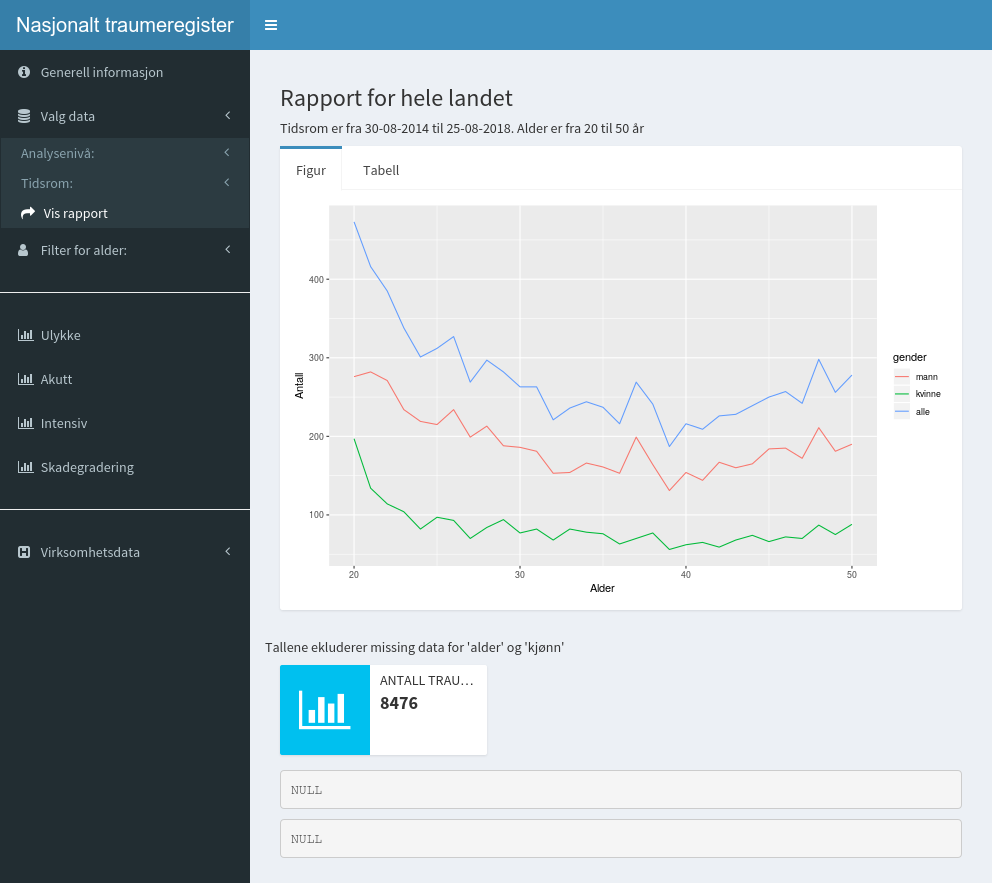 Nasjonalt traumeregister
Generell informasjon
Valg data
Analysenivå:
Tidsrom:
Vis rapport
Filter for alder:
Ulykke
Akutt
Intensiv
Skadegradering
Virksomhetsdata
Rapport for hele landet
Tidsrom er fra 30-08-2014 til 25-08-2018. Alder er fra 20 til 50 år
Figur Tabell
Antall
400
300
200
100
20 30 40 50
Alder
gender
mann
kvinne
alle
Tallene ekluderer missing data for 'alder' og 'kjønn'
ANTALL TRAU...
8476
NULL
NULL